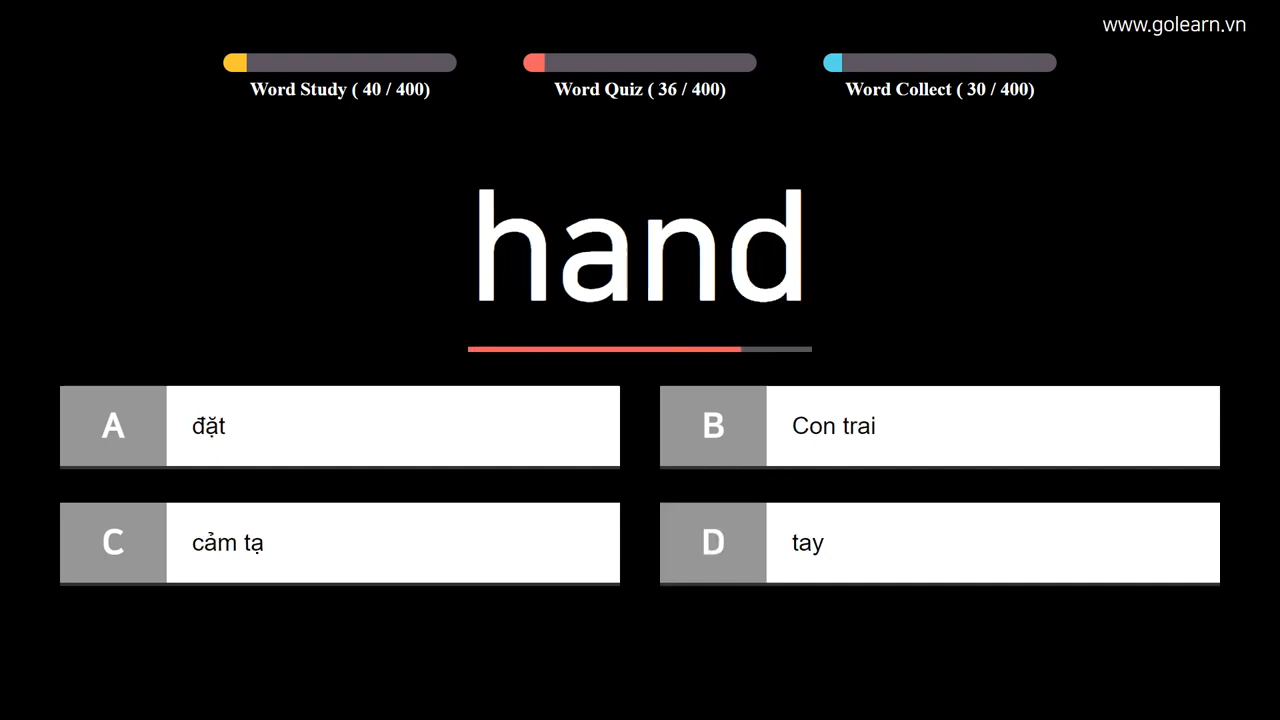 www.golearn.vn
Word Study ( 40 / 400)
Word Quiz ( 36 / 400)
Word Collect ( 30 / 400)
hand
A đặt
B Con trai
C cảm tạ
D tay